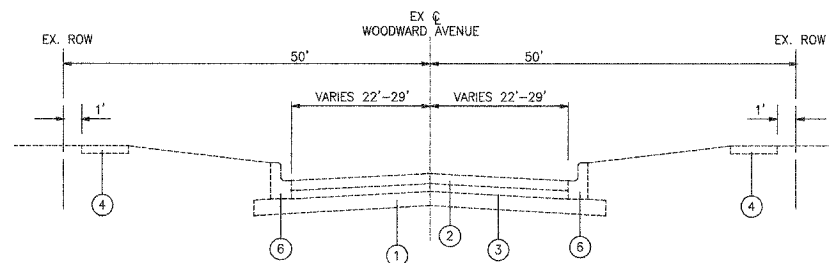 EX ℄
WOODWARD AVENUE
EX. ROW
EX. ROW
50'
50'
VARIES 22'-29'
VARIES 22'-29'
1'
1'
4
6
1
2
3
6
4